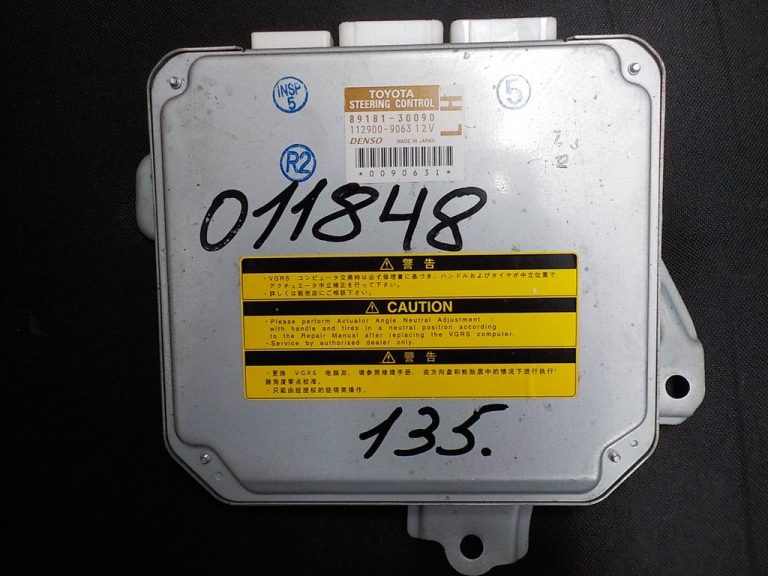 INSP
5
5
TOYOTA
STEERING CONTROL
89181-30090
112900-9063 12V
DENSO MADE IN JAPAN
LH
*0090631*
R2
Z J
12
011848
警告
・VGRS コンピュータ交換時は必ず修理書に基づき、ハンドルおよびタイヤが中立位置で
アクチュエータ中立補正を行って下さい。
・詳しくは販売店にご相談下さい。
CAUTION
・Please perform Actuator Angle Neutral Adjustment
with handle and tires in a neutral position according
to the Repair Manual after replacing the VGRS computer.
・Service by authorised dealer only.
警告
・更换 VGRS 电脑后，请参照修理手册，在方向盘和轮胎居中的情况下进行执行
器角度零点校准。
・只能由经授权的经销商操作。
135.